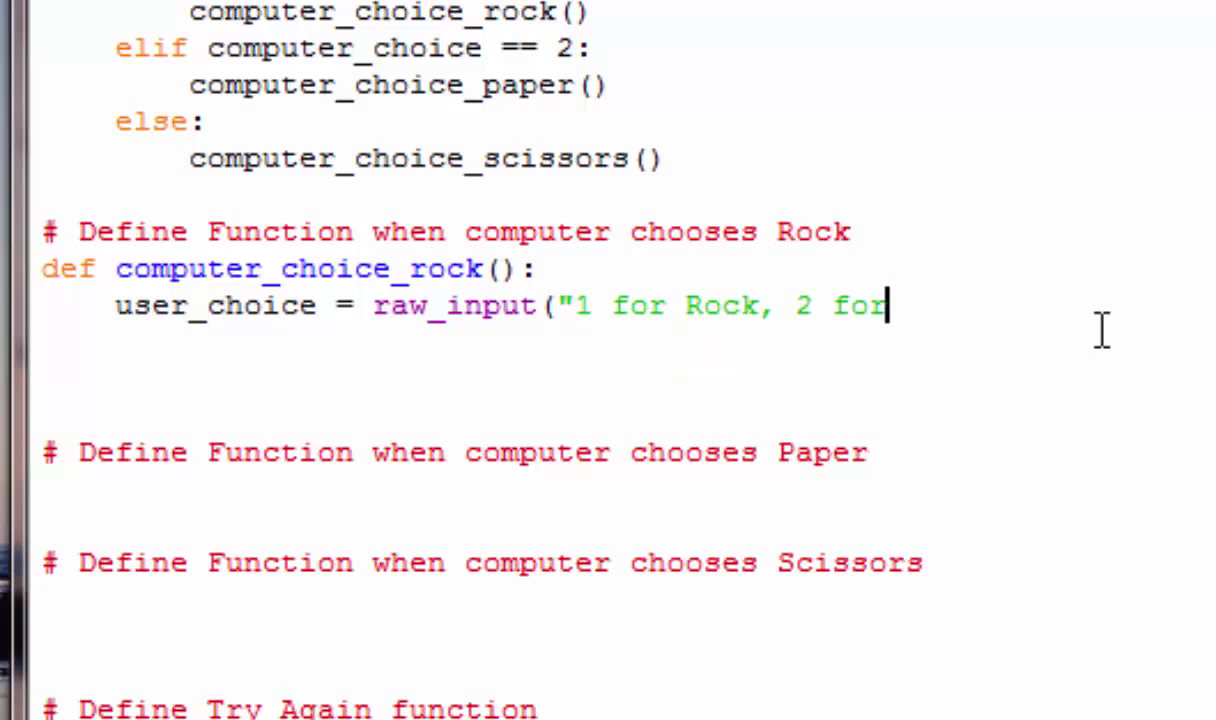 computer_choice_rock()
elif computer_choice == 2:
computer_choice_paper()
else:
computer_choice_scissors()
# Define Function when computer chooses Rock
def computer_choice_rock():
user_choice = raw_input("1 for Rock, 2 for
# Define Function when computer chooses Paper
# Define Function when computer chooses Scissors
# Define Try Again function